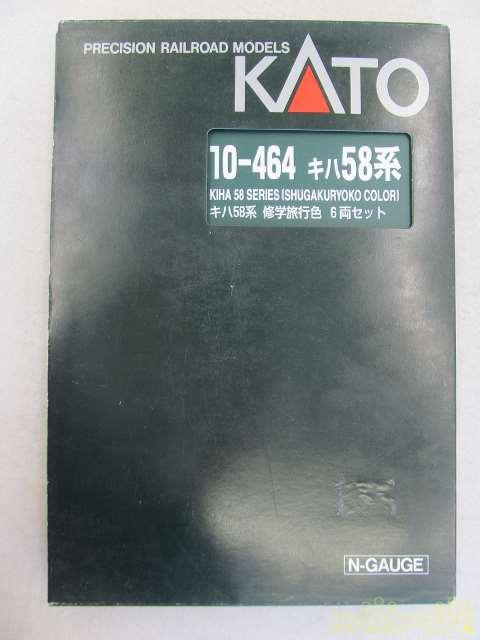 PRECISION RAILROAD MODELS
KATO
10-464 キハ58系
KIHA 58 SERIES(SHUGAKURYOKO COLOR)
キハ58系 修学旅行色 6両セット
N-GAUGE